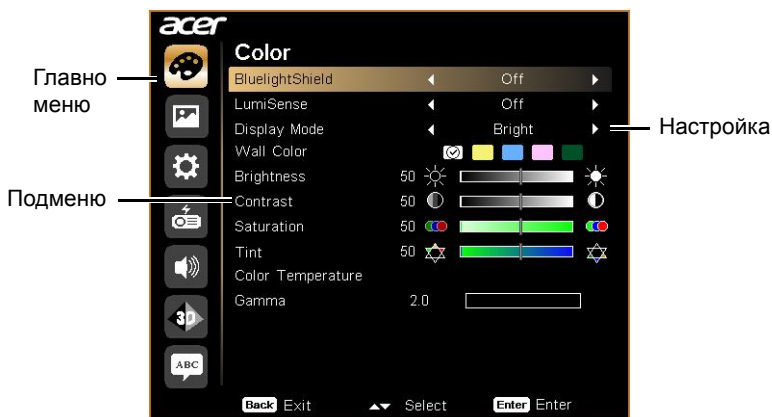 acer
Color
Главно меню
BluelightShield Off
LumiSense Off
Display Mode Bright
Настройка
Wall Color
Brightness 50
Подменю
Contrast 50
Saturation 50
Tint 50
Color Temperature
Gamma 2.0
3D
ABC
Back Exit Select Enter Enter